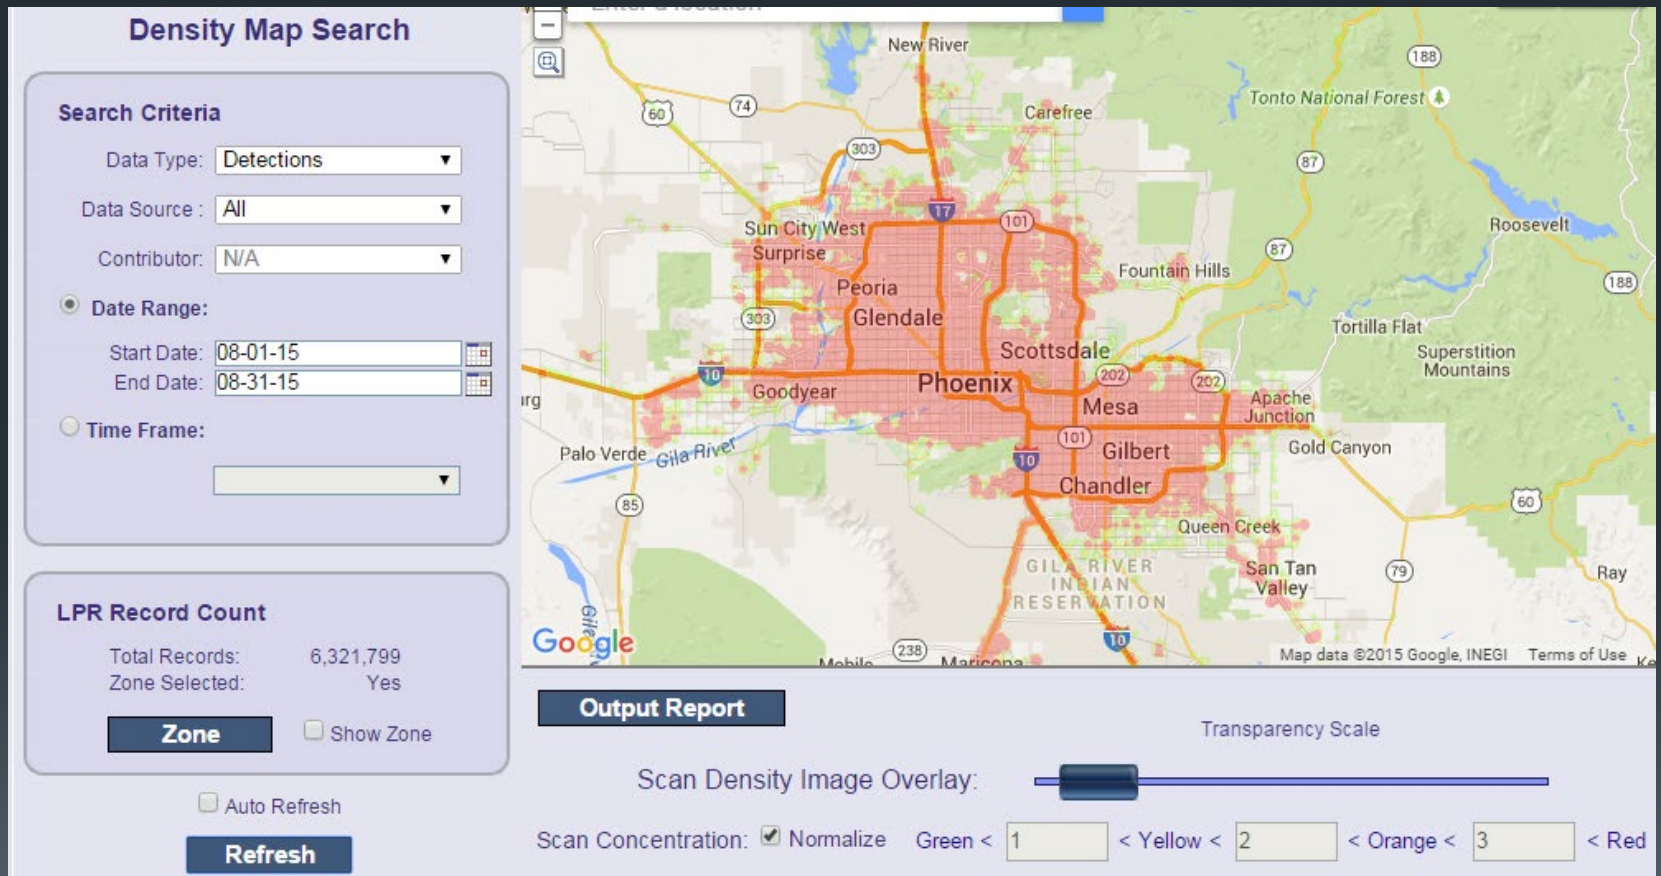 Density Map Search
Search Criteria
Data Type: Detections
Data Source : All
Contributor: N/A
Date Range:
Start Date: 08-01-15
End Date: 08-31-15
Time Frame:
LPR Record Count
Total Records: 6,321,799
Zone Selected: Yes
Zone
Show Zone
Auto Refresh
Refresh
Enter a location
New River
188
Tonto National Forest
60
74
Carefree
303
87
17
101
Roosevelt
Sun City West
Surprise
87
Fountain Hills
188
Peoria
303
Glendale
Tortilla Flat
Scottsdale
Superstition
Mountains
10
Phoenix
202
202
Goodyear
urg
Mesa
Apache
Junction
101
Palo Verde
Gila River
10
Gilbert
Gold Canyon
Chandler
85
60
Queen Creek
GILA RIVER
INDIAN
RESERVATION
San Tan
Valley
79
Ray
Google
238
10
Mobile
Maricopa
Map data ©2015 Google, INEGI
Terms of Use
Ke
Output Report
Transparency Scale
Scan Density Image Overlay:
Scan Concentration: Normalize Green < 1 < Yellow < 2 < Orange < 3 < Red